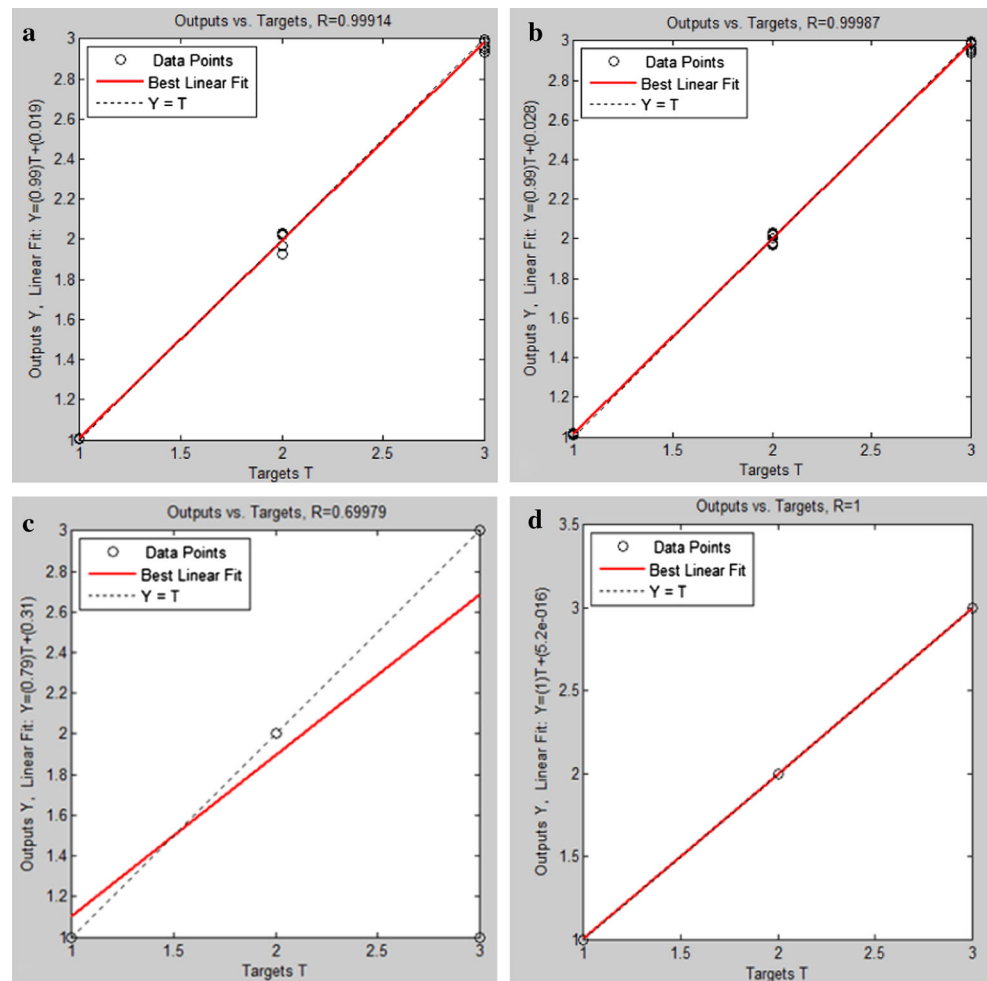 a
Outputs vs. Targets, R=0.99914
Outputs Y, Linear Fit: Y=(0.99)T+(0.019)
3
2.8
2.6
2.4
2.2
2
1.8
1.6
1.4
1.2
1
Data Points
Best Linear Fit
Y = T
1
1.5
2
2.5
3
Targets T
b
Outputs vs. Targets, R=0.99987
Outputs Y, Linear Fit: Y=(0.99)T+(0.028)
3
2.8
2.6
2.4
2.2
2
1.8
1.6
1.4
1.2
1
Data Points
Best Linear Fit
Y = T
1
1.5
2
2.5
3
Targets T
c
Outputs vs. Targets, R=0.69979
Outputs Y, Linear Fit: Y=(0.79)T+(0.31)
3
2.8
2.6
2.4
2.2
2
1.8
1.6
1.4
1.2
1
Data Points
Best Linear Fit
Y = T
1
1.5
2
2.5
3
Targets T
d
Outputs vs. Targets, R=1
Outputs Y, Linear Fit: Y=(1)T+(5.2e-016)
3.5
3
2.5
2
1.5
1
Data Points
Best Linear Fit
Y = T
1
1.5
2
2.5
3
Targets T